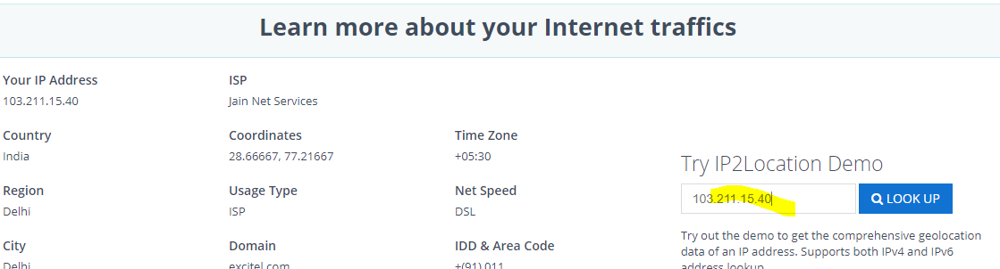 Learn more about your Internet traffics
Your IP Address
103.211.15.40
ISP
Jain Net Services
Country
India
Coordinates
28.66667, 77.21667
Time Zone
+05:30
Region
Delhi
Usage Type
ISP
Net Speed
DSL
City
Delhi
Domain
excitel.com
IDD & Area Code
+(91) 011
Try IP2Location Demo
103.211.15.40
LOOK UP
Try out the demo to get the comprehensive geolocation
data of an IP address. Supports both IPv4 and IPv6
address lookup.